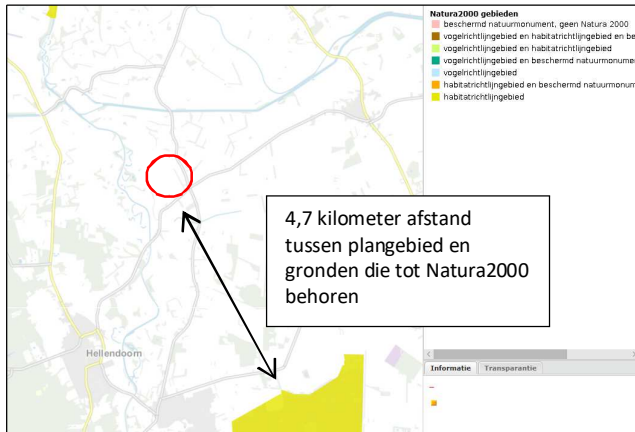 Natura2000 gebieden
beschermd natuurmonument, geen Natura 2000
vogelrichtlijngebied en habitatrichtlijngebied en be
vogelrichtlijngebied en habitatrichtlijngebied
vogelrichtlijngebied en beschermd natuurmonume
vogelrichtlijngebied
habitatrichtlijngebied en beschermd natuurmonum
habitatrichtlijngebied
4,7 kilometer afstand
tussen plangebied en
gronden die tot Natura2000
behoren
Hellendoorn
Informatie Transparantie